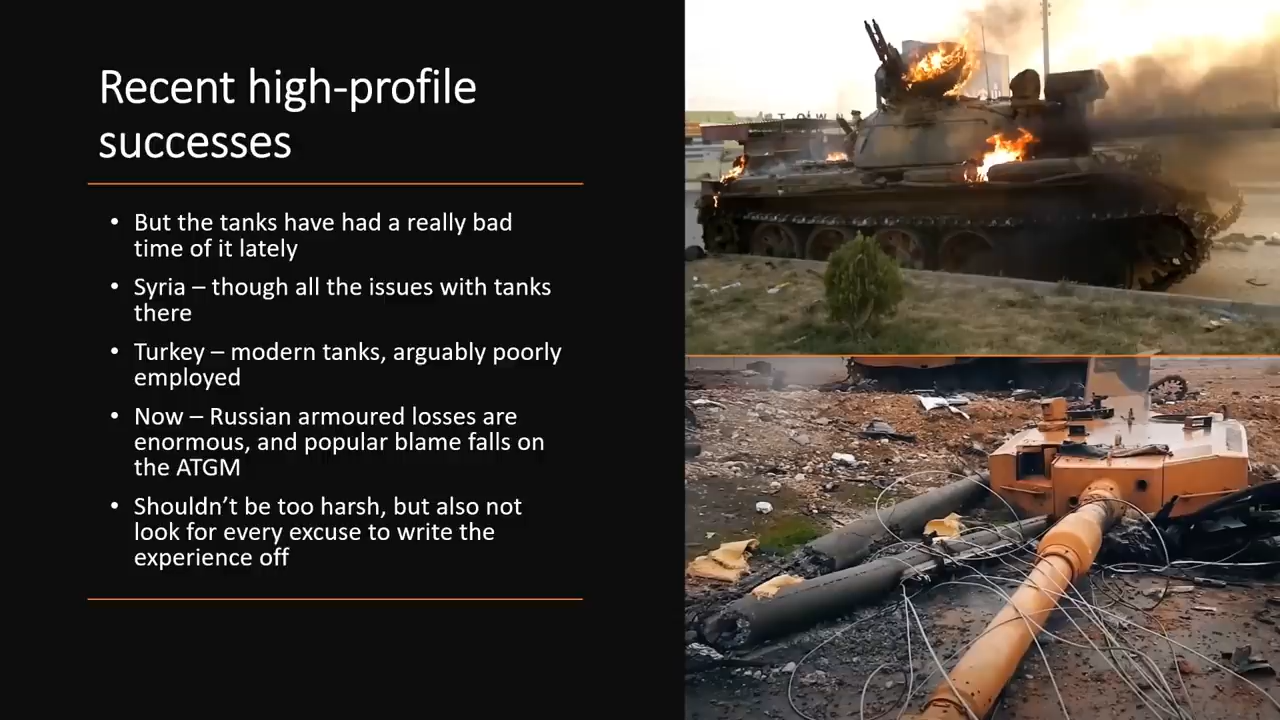 Recent high-profile
successes
• But the tanks have had a really bad
time of it lately
• Syria – though all the issues with tanks
there
• Turkey – modern tanks, arguably poorly
employed
• Now – Russian armoured losses are
enormous, and popular blame falls on
the ATGM
• Shouldn’t be too harsh, but also not
look for every excuse to write the
experience off